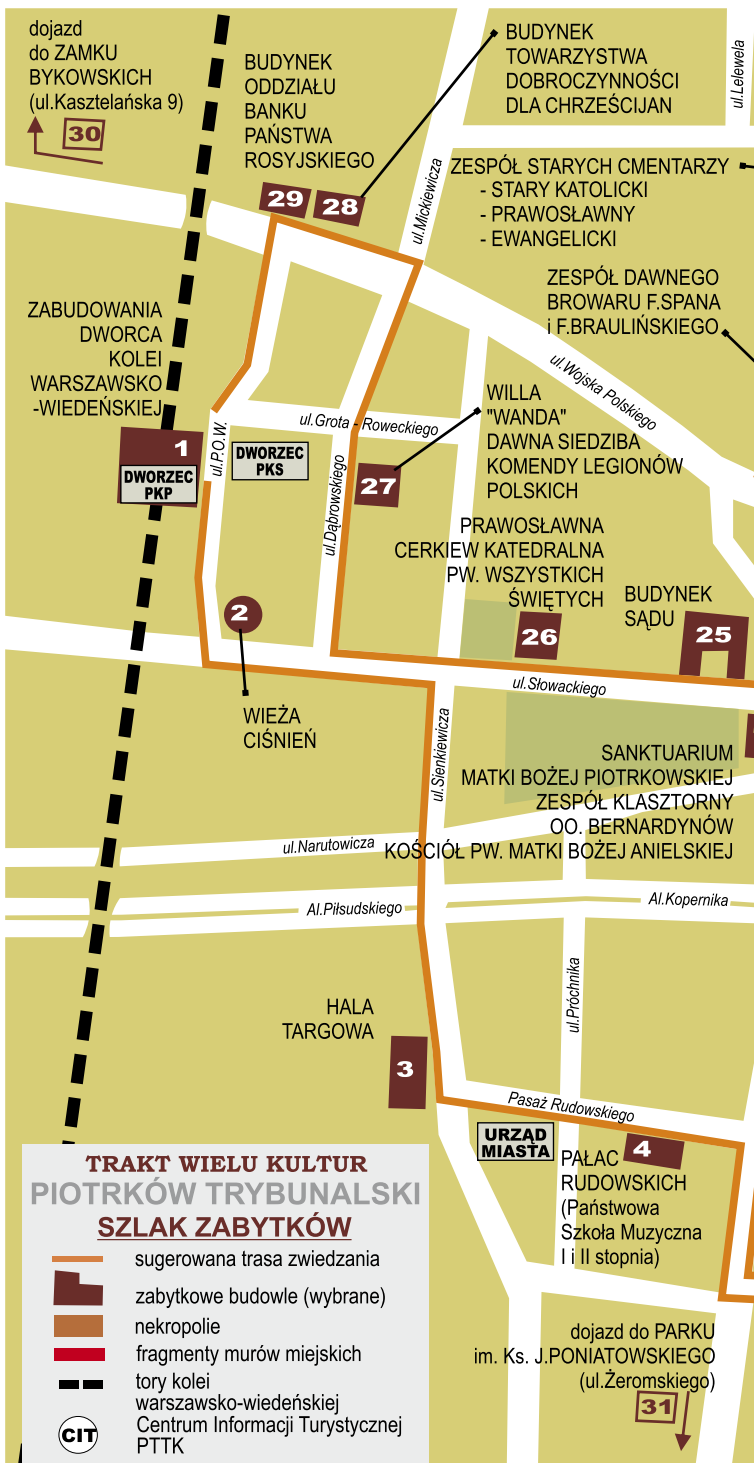 dojazd
do ZAMKU
BYKOWSKICH
(ul.Kasztelańska 9)
30
BUDYNEK
ODDZIAŁU
BANKU
PAŃSTWA
ROSYJSKIEGO
BUDYNEK
TOWARZYSTWA
DOBROCZYNNOŚCI
DLA CHRZEŚCIJAN
ul.Lelewela
ul.Mickiewicza
ZESPÓŁ STARYCH CMENTARZY
- STARY KATOLICKI
- PRAWOSŁAWNY
- EWANGELICKI
29
28
ZESPÓŁ DAWNEGO
BROWARU F.SPANA
i F.BRAULIŃSKIEGO
ZABUDOWANIA
DWORCA
KOLEI
WARSZAWSKO
-WIEDEŃSKIEJ
ul.Wojska Polskiego
1
DWORZEC
PKP
ul.P.O.W.
DWORZEC
PKS
ul.Grota - Roweckiego
ul.Dąbrowskiego
27
WILLA
"WANDA"
DAWNA SIEDZIBA
KOMENDY LEGIONÓW
POLSKICH
PRAWOSŁAWNA
CERKIEW KATEDRALNA
PW. WSZYSTKICH
ŚWIĘTYCH
26
BUDYNEK
SĄDU
25
2
WIEŻA
CIŚNIEŃ
ul.Słowackiego
ul.Sienkiewicza
SANKTUARIUM
MATKI BOŻEJ PIOTRKOWSKIEJ
ZESPÓŁ KLASZTORNY
OO. BERNARDYNÓW
KOŚCIÓŁ PW. MATKI BOŻEJ ANIELSKIEJ
ul.Narutowicza
Al.Piłsudskiego
Al.Kopernika
ul.Próchnika
HALA
TARGOWA
3
Pasaż Rudowskiego
URZĄD
MIASTA
4
PAŁAC
RUDOWSKICH
(Państwowa
Szkoła Muzyczna
I i II stopnia)
dojazd do PARKU
im. Ks. J.PONIATOWSKIEGO
(ul.Żeromskiego)
31
TRAKT WIELU KULTUR
PIOTRKÓW TRYBUNALSKI
SZLAK ZABYTKÓW
sugerowana trasa zwiedzania
zabytkowe budowle (wybrane)
nekropolie
fragmenty murów miejskich
tory kolei
warszawsko-wiedeńskiej
CIT
Centrum Informacji Turystycznej
PTTK